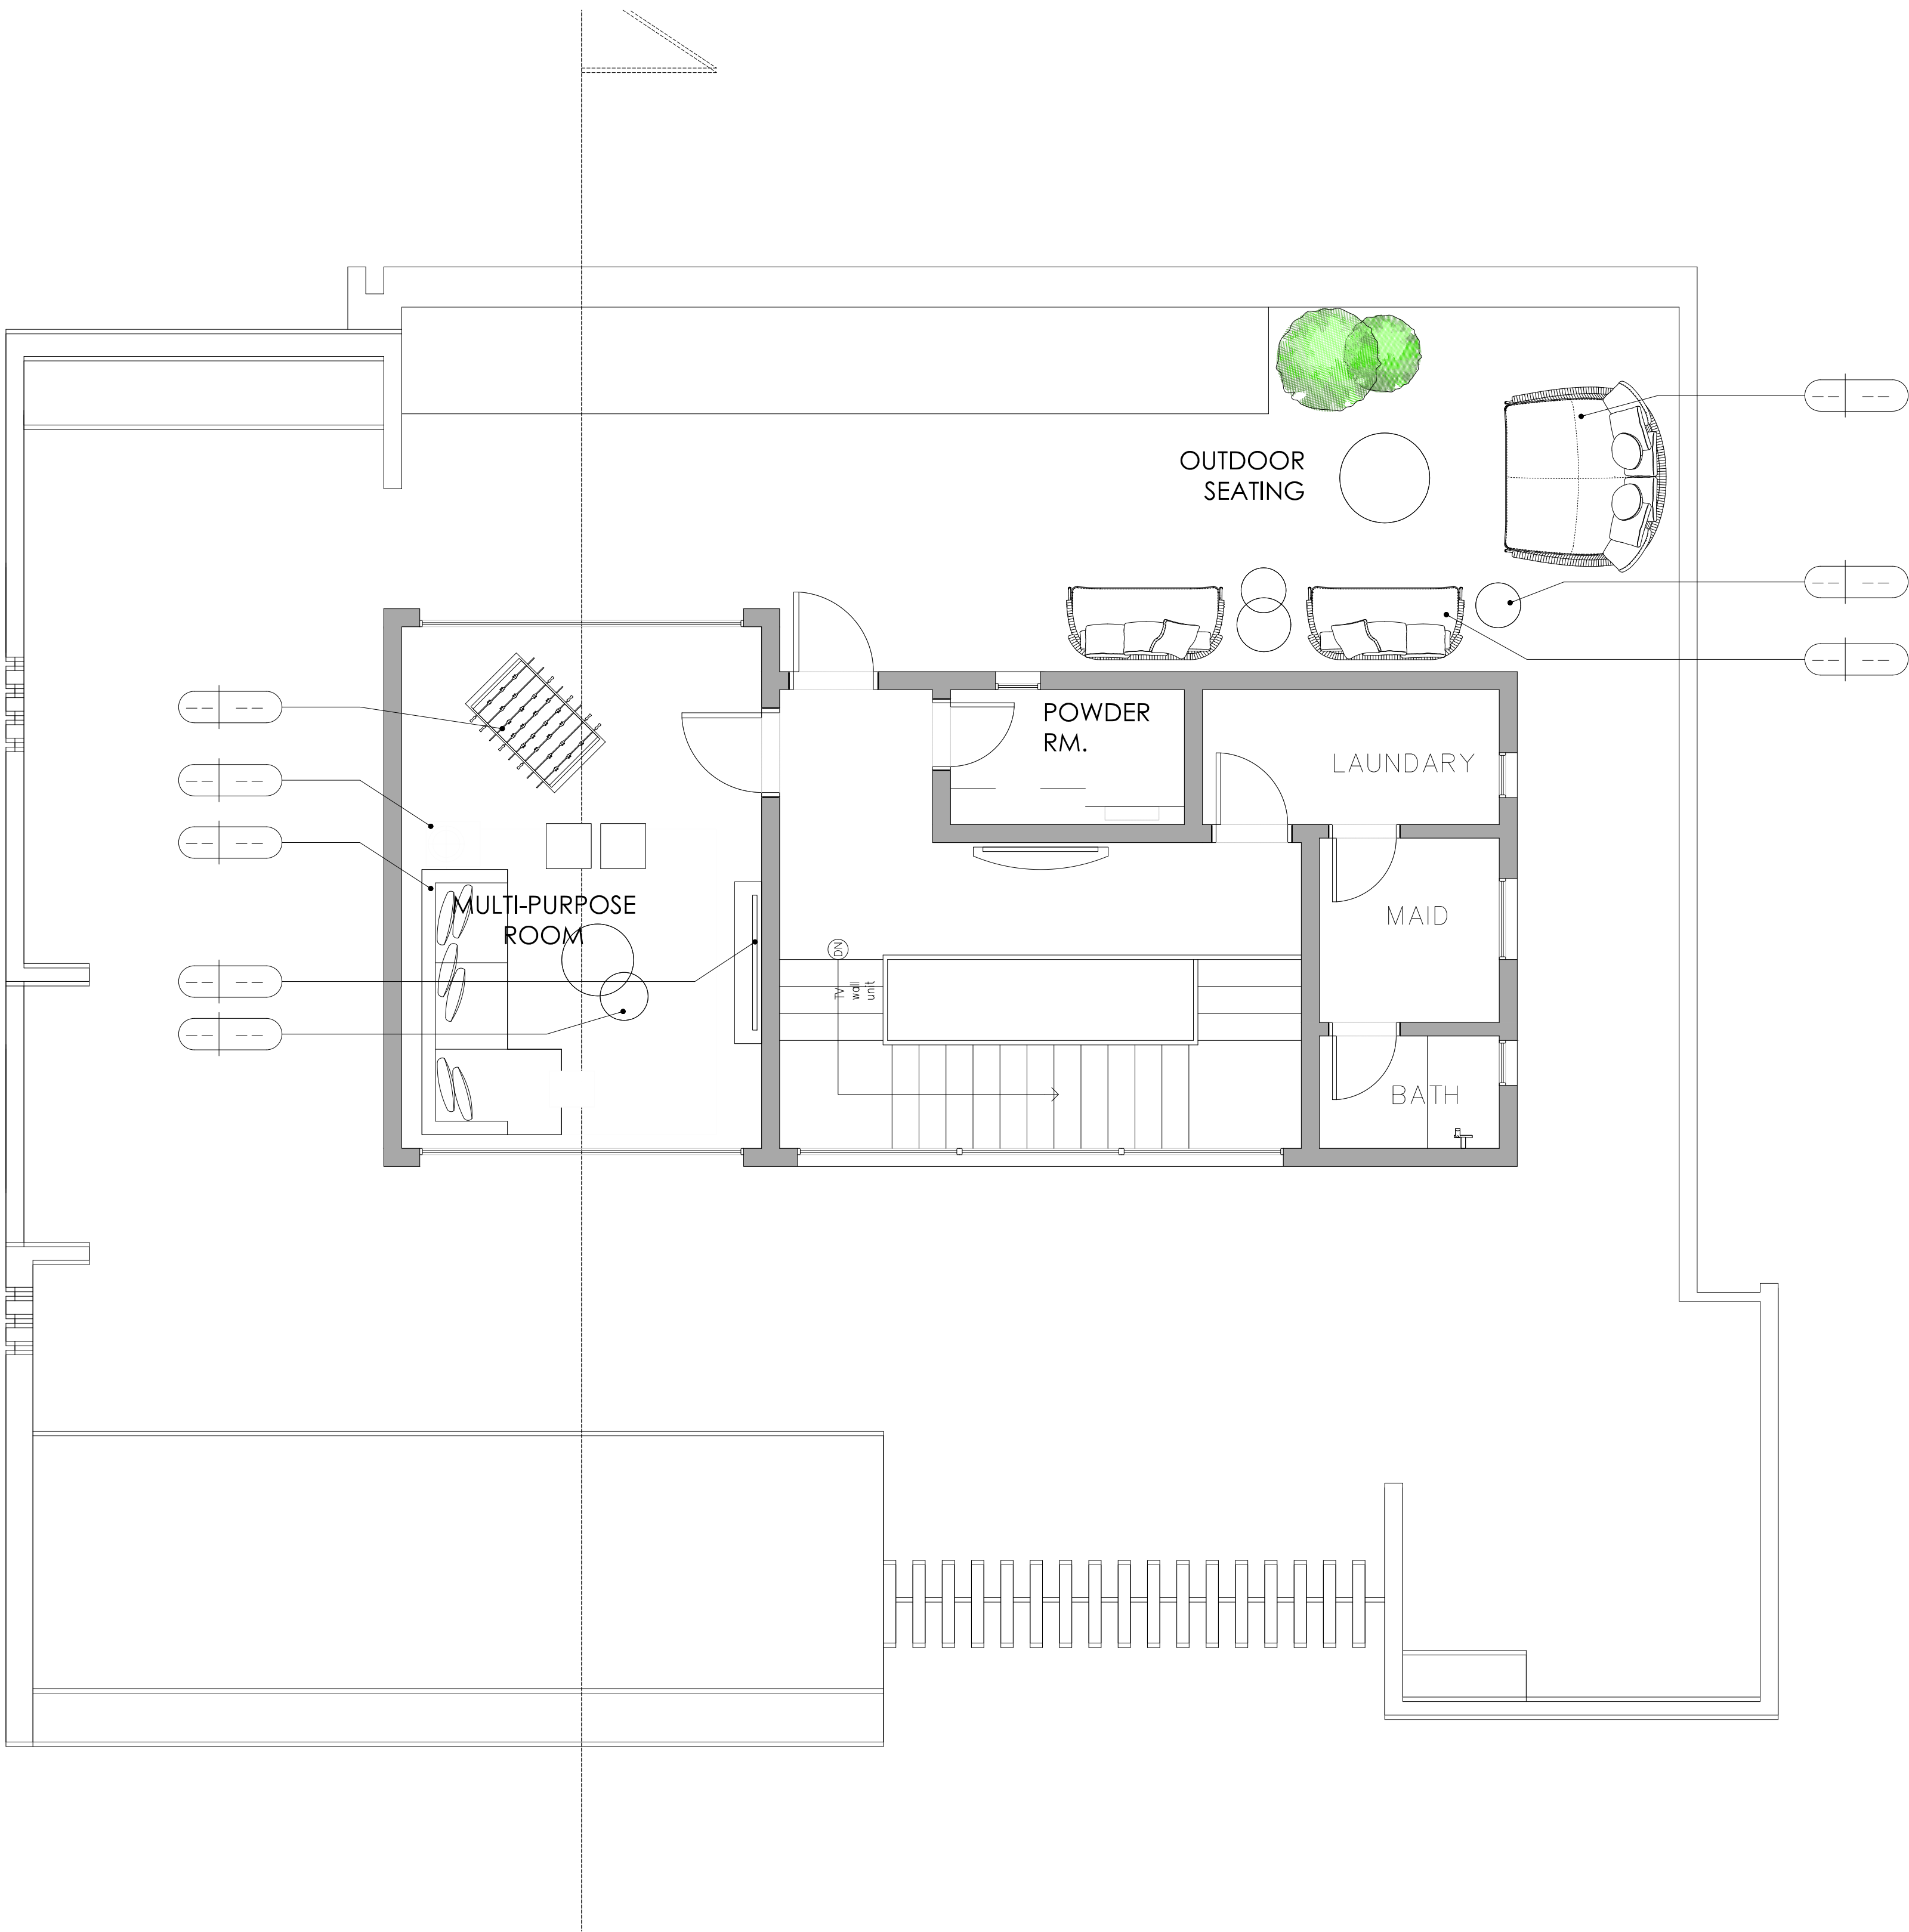 OUTDOOR
SEATING
POWDER
RM.
LAUNDARY
MULTI-PURPOSE
ROOM
MAID
DN
TV
wall
unit
BATH